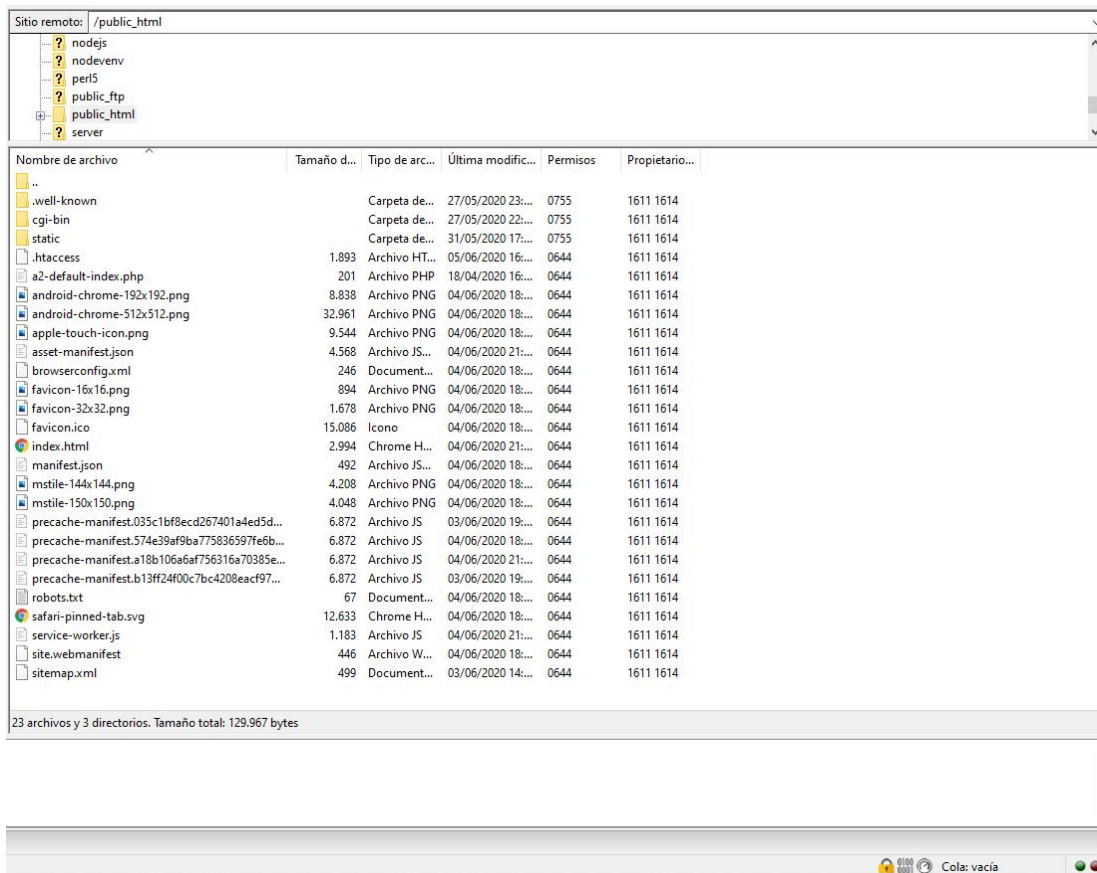 Sitio remoto: /public_html
nodejs
nodevenv
perl5
public_ftp
public_html
server
Nombre de archivo Tamaño d... Tipo de arc... Última modific... Permisos Propietario...
..
.well-known Carpeta de... 27/05/2020 23:... 0755 1611 1614
cgi-bin Carpeta de... 27/05/2020 22:... 0755 1611 1614
static Carpeta de... 31/05/2020 17:... 0755 1611 1614
.htaccess 1.893 Archivo HT... 05/06/2020 16:... 0644 1611 1614
a2-default-index.php 201 Archivo PHP 18/04/2020 16:... 0644 1611 1614
android-chrome-192x192.png 8.838 Archivo PNG 04/06/2020 18:... 0644 1611 1614
android-chrome-512x512.png 32.961 Archivo PNG 04/06/2020 18:... 0644 1611 1614
apple-touch-icon.png 9.544 Archivo PNG 04/06/2020 18:... 0644 1611 1614
asset-manifest.json 4.568 Archivo JS... 04/06/2020 21:... 0644 1611 1614
browserconfig.xml 246 Document... 04/06/2020 18:... 0644 1611 1614
favicon-16x16.png 894 Archivo PNG 04/06/2020 18:... 0644 1611 1614
favicon-32x32.png 1.678 Archivo PNG 04/06/2020 18:... 0644 1611 1614
favicon.ico 15.086 Icono 04/06/2020 18:... 0644 1611 1614
index.html 2.994 Chrome H... 04/06/2020 21:... 0644 1611 1614
manifest.json 492 Archivo JS... 04/06/2020 18:... 0644 1611 1614
mstile-144x144.png 4.208 Archivo PNG 04/06/2020 18:... 0644 1611 1614
mstile-150x150.png 4.048 Archivo PNG 04/06/2020 18:... 0644 1611 1614
precache-manifest.035c1bf8ecd267401a4ed5d... 6.872 Archivo JS 03/06/2020 19:... 0644 1611 1614
precache-manifest.574e39af9ba775836597fe6b... 6.872 Archivo JS 04/06/2020 18:... 0644 1611 1614
precache-manifest.a18b106a6af756316a70385e... 6.872 Archivo JS 04/06/2020 21:... 0644 1611 1614
precache-manifest.b13ff24f00c7bc4208eacf97... 6.872 Archivo JS 03/06/2020 19:... 0644 1611 1614
robots.txt 67 Document... 04/06/2020 18:... 0644 1611 1614
safari-pinned-tab.svg 12.633 Chrome H... 04/06/2020 18:... 0644 1611 1614
service-worker.js 1.183 Archivo JS 04/06/2020 21:... 0644 1611 1614
site.webmanifest 446 Archivo W... 04/06/2020 18:... 0644 1611 1614
sitemap.xml 499 Document... 03/06/2020 14:... 0644 1611 1614
23 archivos y 3 directorios. Tamaño total: 129.967 bytes
Cola: vacía